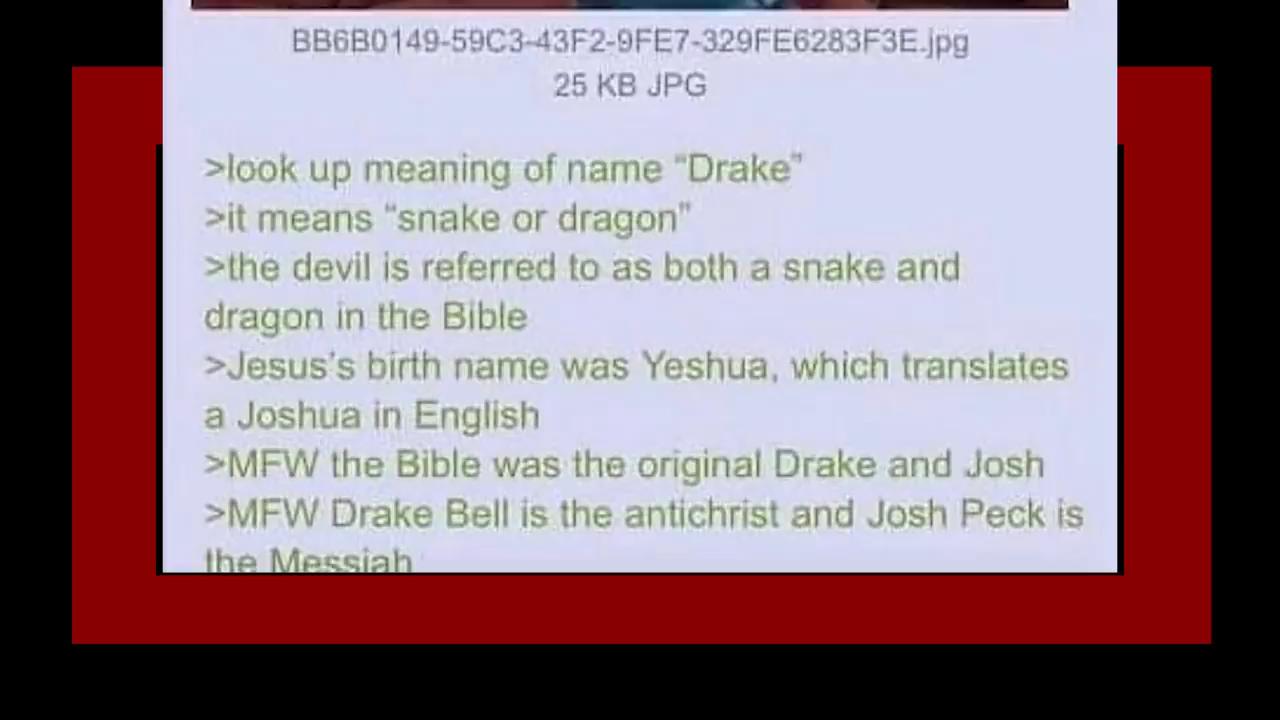 BB6B0149-59C3-43F2-9FE7-329FE6283F3E.jpg
25 KB JPG
>look up meaning of name “Drake”
>it means “snake or dragon”
>the devil is referred to as both a snake and
dragon in the Bible
>Jesus’s birth name was Yeshua, which translates
a Joshua in English
>MFW the Bible was the original Drake and Josh
>MFW Drake Bell is the antichrist and Josh Peck is
the Messiah